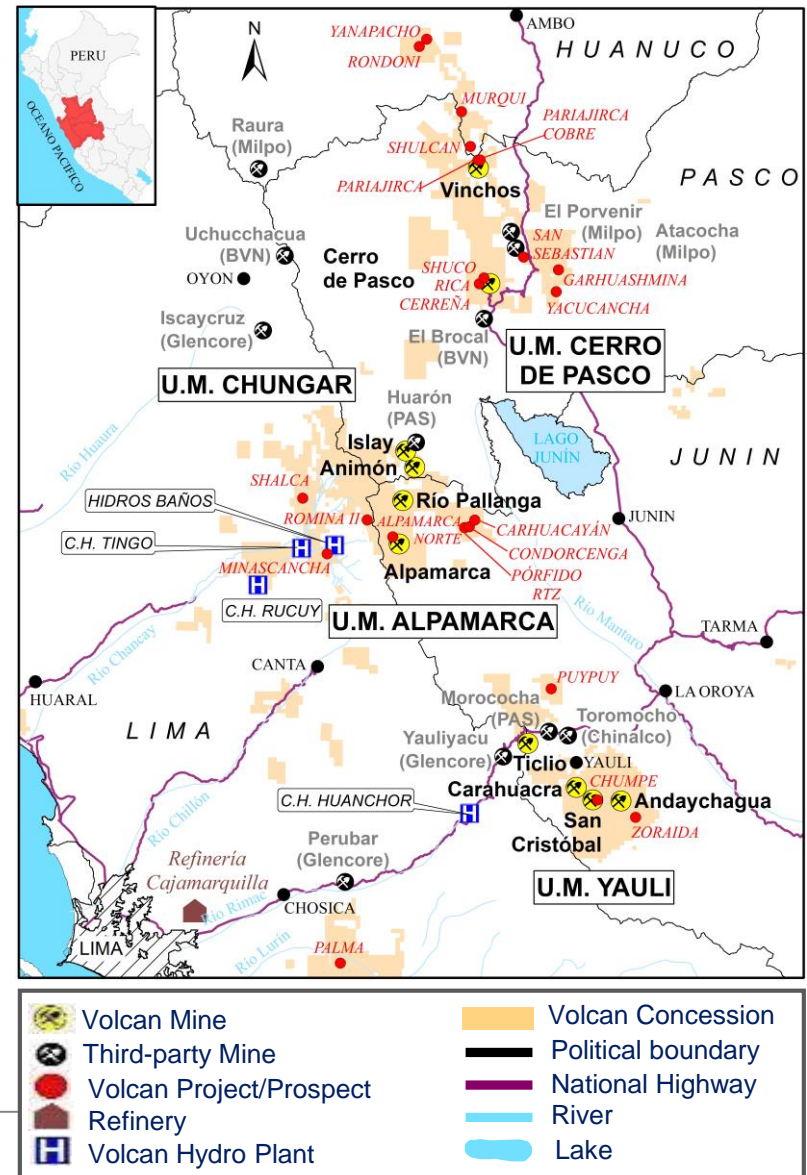 PERU
OCEANO PACIFICO
N
AMBO
YANAPACHO
RONDONI
HUANUCO
MURQUI
PARIAJIRCA
COBRE
Raura
(Milpo)
SHULCAN
PARIAJIRCA
Vinchos
PASCO
El Porvenir
(Milpo)
Atacocha
(Milpo)
SAN
SEBASTIAN
Uchucchacua
(BVN)
OYON
Cerro
de Pasco
SHUCO
RICA
CERREÑA
GARHUASHMINA
YACUCANCHA
Iscaycruz
(Glencore)
El Brocal
(BVN)
U.M. CERRO
DE PASCO
U.M. CHUNGAR
Huarón
(PAS)
Río Huaura
Islay
Animón
LAGO
JUNÍN
JUNIN
SHALCA
HIDROS BAÑOS
Río Pallanga
ROMINA II
ALPAMARCA
NORTE
CARHUACAYÁN
JUNIN
C.H. TINGO
CONDORCENGA
MINASCANCHA
Alpamarca
PÓRFIDO
RTZ
C.H. RUCUY
U.M. ALPAMARCA
Río Mantaro
TARMA
Río Chancay
CANTA
HUARAL
PUYPUY
LA OROYA
Morococha
(PAS)
Toromocho
(Chinalco)
LIMA
Yauliyacu
(Glencore)
Ticlio
YAULI
Carahuacra
CHUMPE
Andaychagua
C.H. HUANCHOR
San
Cristóbal
ZORAIDA
Río Chillón
Perubar
(Glencore)
Refinería
Cajamarquilla
U.M. YAULI
CHOSICA
Río Rimac
LIMA
Río Lurín
PALMA
Volcan Mine
Third-party Mine
Volcan Project/Prospect
Refinery
H Volcan Hydro Plant
Volcan Concession
Political boundary
National Highway
River
Lake